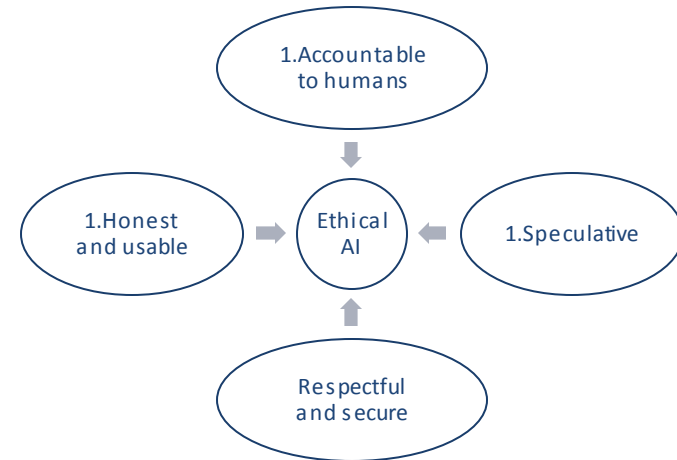 1.Accountable
to humans
1.Honest
and usable
Ethical
AI
1.Speculative
Respectful
and secure